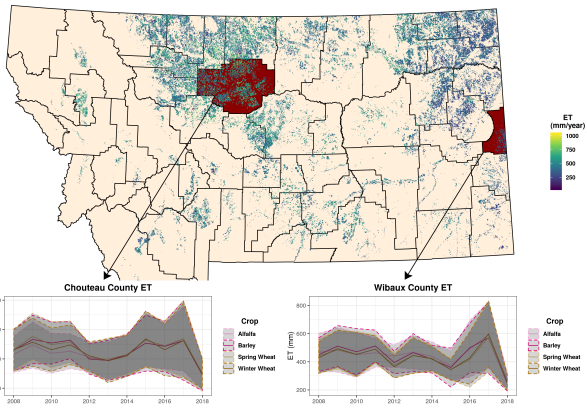 ET
(mm/year)
1000
750
500
250
Chouteau County ET
Crop
Alfalfa
Barley
Spring Wheat
Winter Wheat
2008
2010
2012
2014
2016
2018
Wibaux County ET
ET (mm)
800
600
400
200
Crop
Alfalfa
Barley
Spring Wheat
Winter Wheat
2008
2010
2012
2014
2016
2018